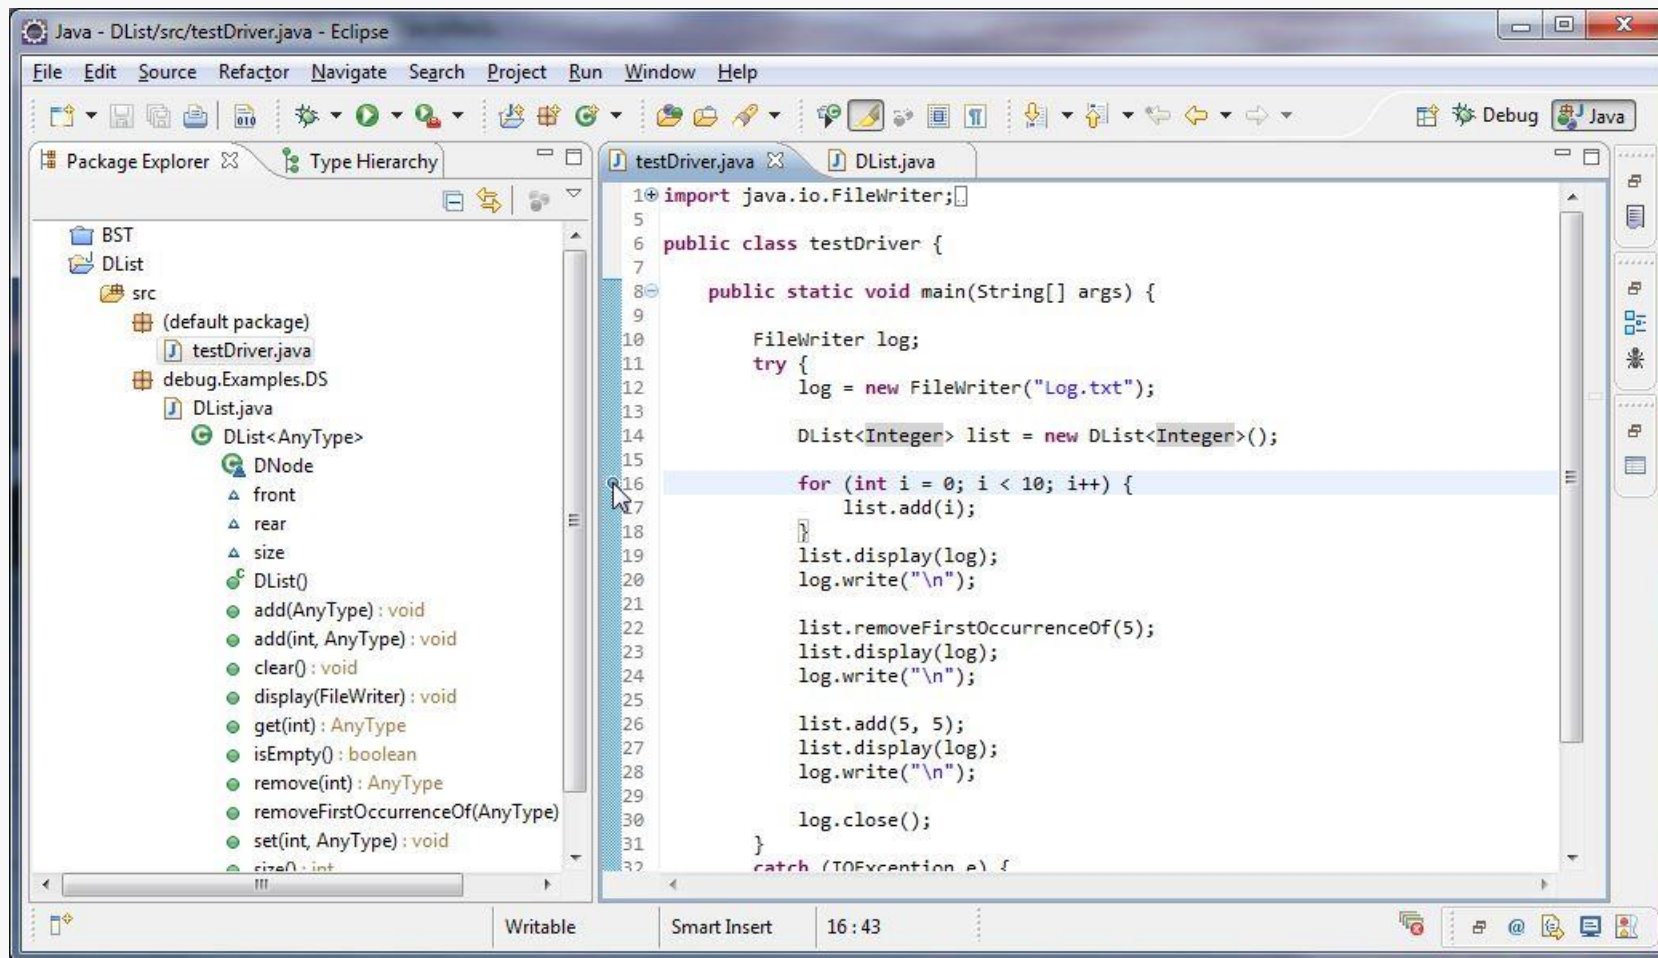 Java - DList/src/testDriver.java - Eclipse
File Edit Source Refactor Navigate Search Project Run Window Help
Debug Java
Package Explorer Type Hierarchy
BST
DList
src
(default package)
testDriver.java
debug.Examples.DS
DList.java
DList<AnyType>
DNode
front
rear
size
DList()
add(AnyType) : void
add(int, AnyType) : void
clear() : void
display(FileWriter) : void
get(int) : AnyType
isEmpty() : boolean
remove(int) : AnyType
removeFirstOccurrenceOf(AnyType)
set(int, AnyType) : void
size() : int
testDriver.java DList.java
1 import java.io.FileWriter;
5
6 public class testDriver {
7
8 public static void main(String[] args) {
9
10 FileWriter log;
11 try {
12 log = new FileWriter("Log.txt");
13
14 DList<Integer> list = new DList<Integer>();
15
16 for (int i = 0; i < 10; i++) {
17 list.add(i);
18 }
19 list.display(log);
20 log.write("\n");
21
22 list.removeFirstOccurrenceOf(5);
23 list.display(log);
24 log.write("\n");
25
26 list.add(5, 5);
27 list.display(log);
28 log.write("\n");
29
30 log.close();
31 }
32 catch (IOException e) {
Writable Smart Insert 16 : 43